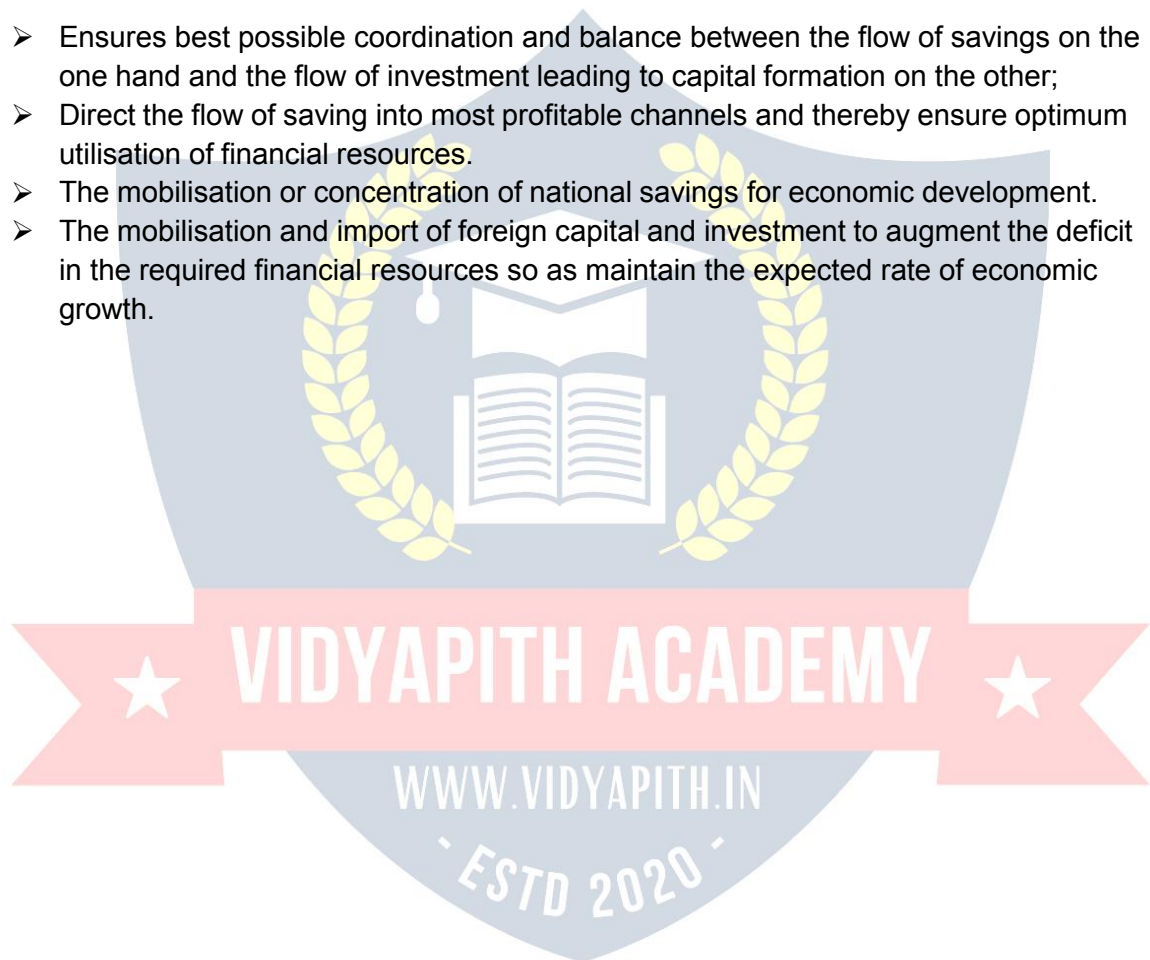 ➢ Ensures best possible coordination and balance between the flow of savings on the
one hand and the flow of investment leading to capital formation on the other;
➢ Direct the flow of saving into most profitable channels and thereby ensure optimum
utilisation of financial resources.
➢ The mobilisation or concentration of national savings for economic development.
➢ The mobilisation and import of foreign capital and investment to augment the deficit
in the required financial resources so as maintain the expected rate of economic
growth.
VIDYAPITH ACADEMY
WWW.VIDYAPITH.IN
- ESTD 2020 -